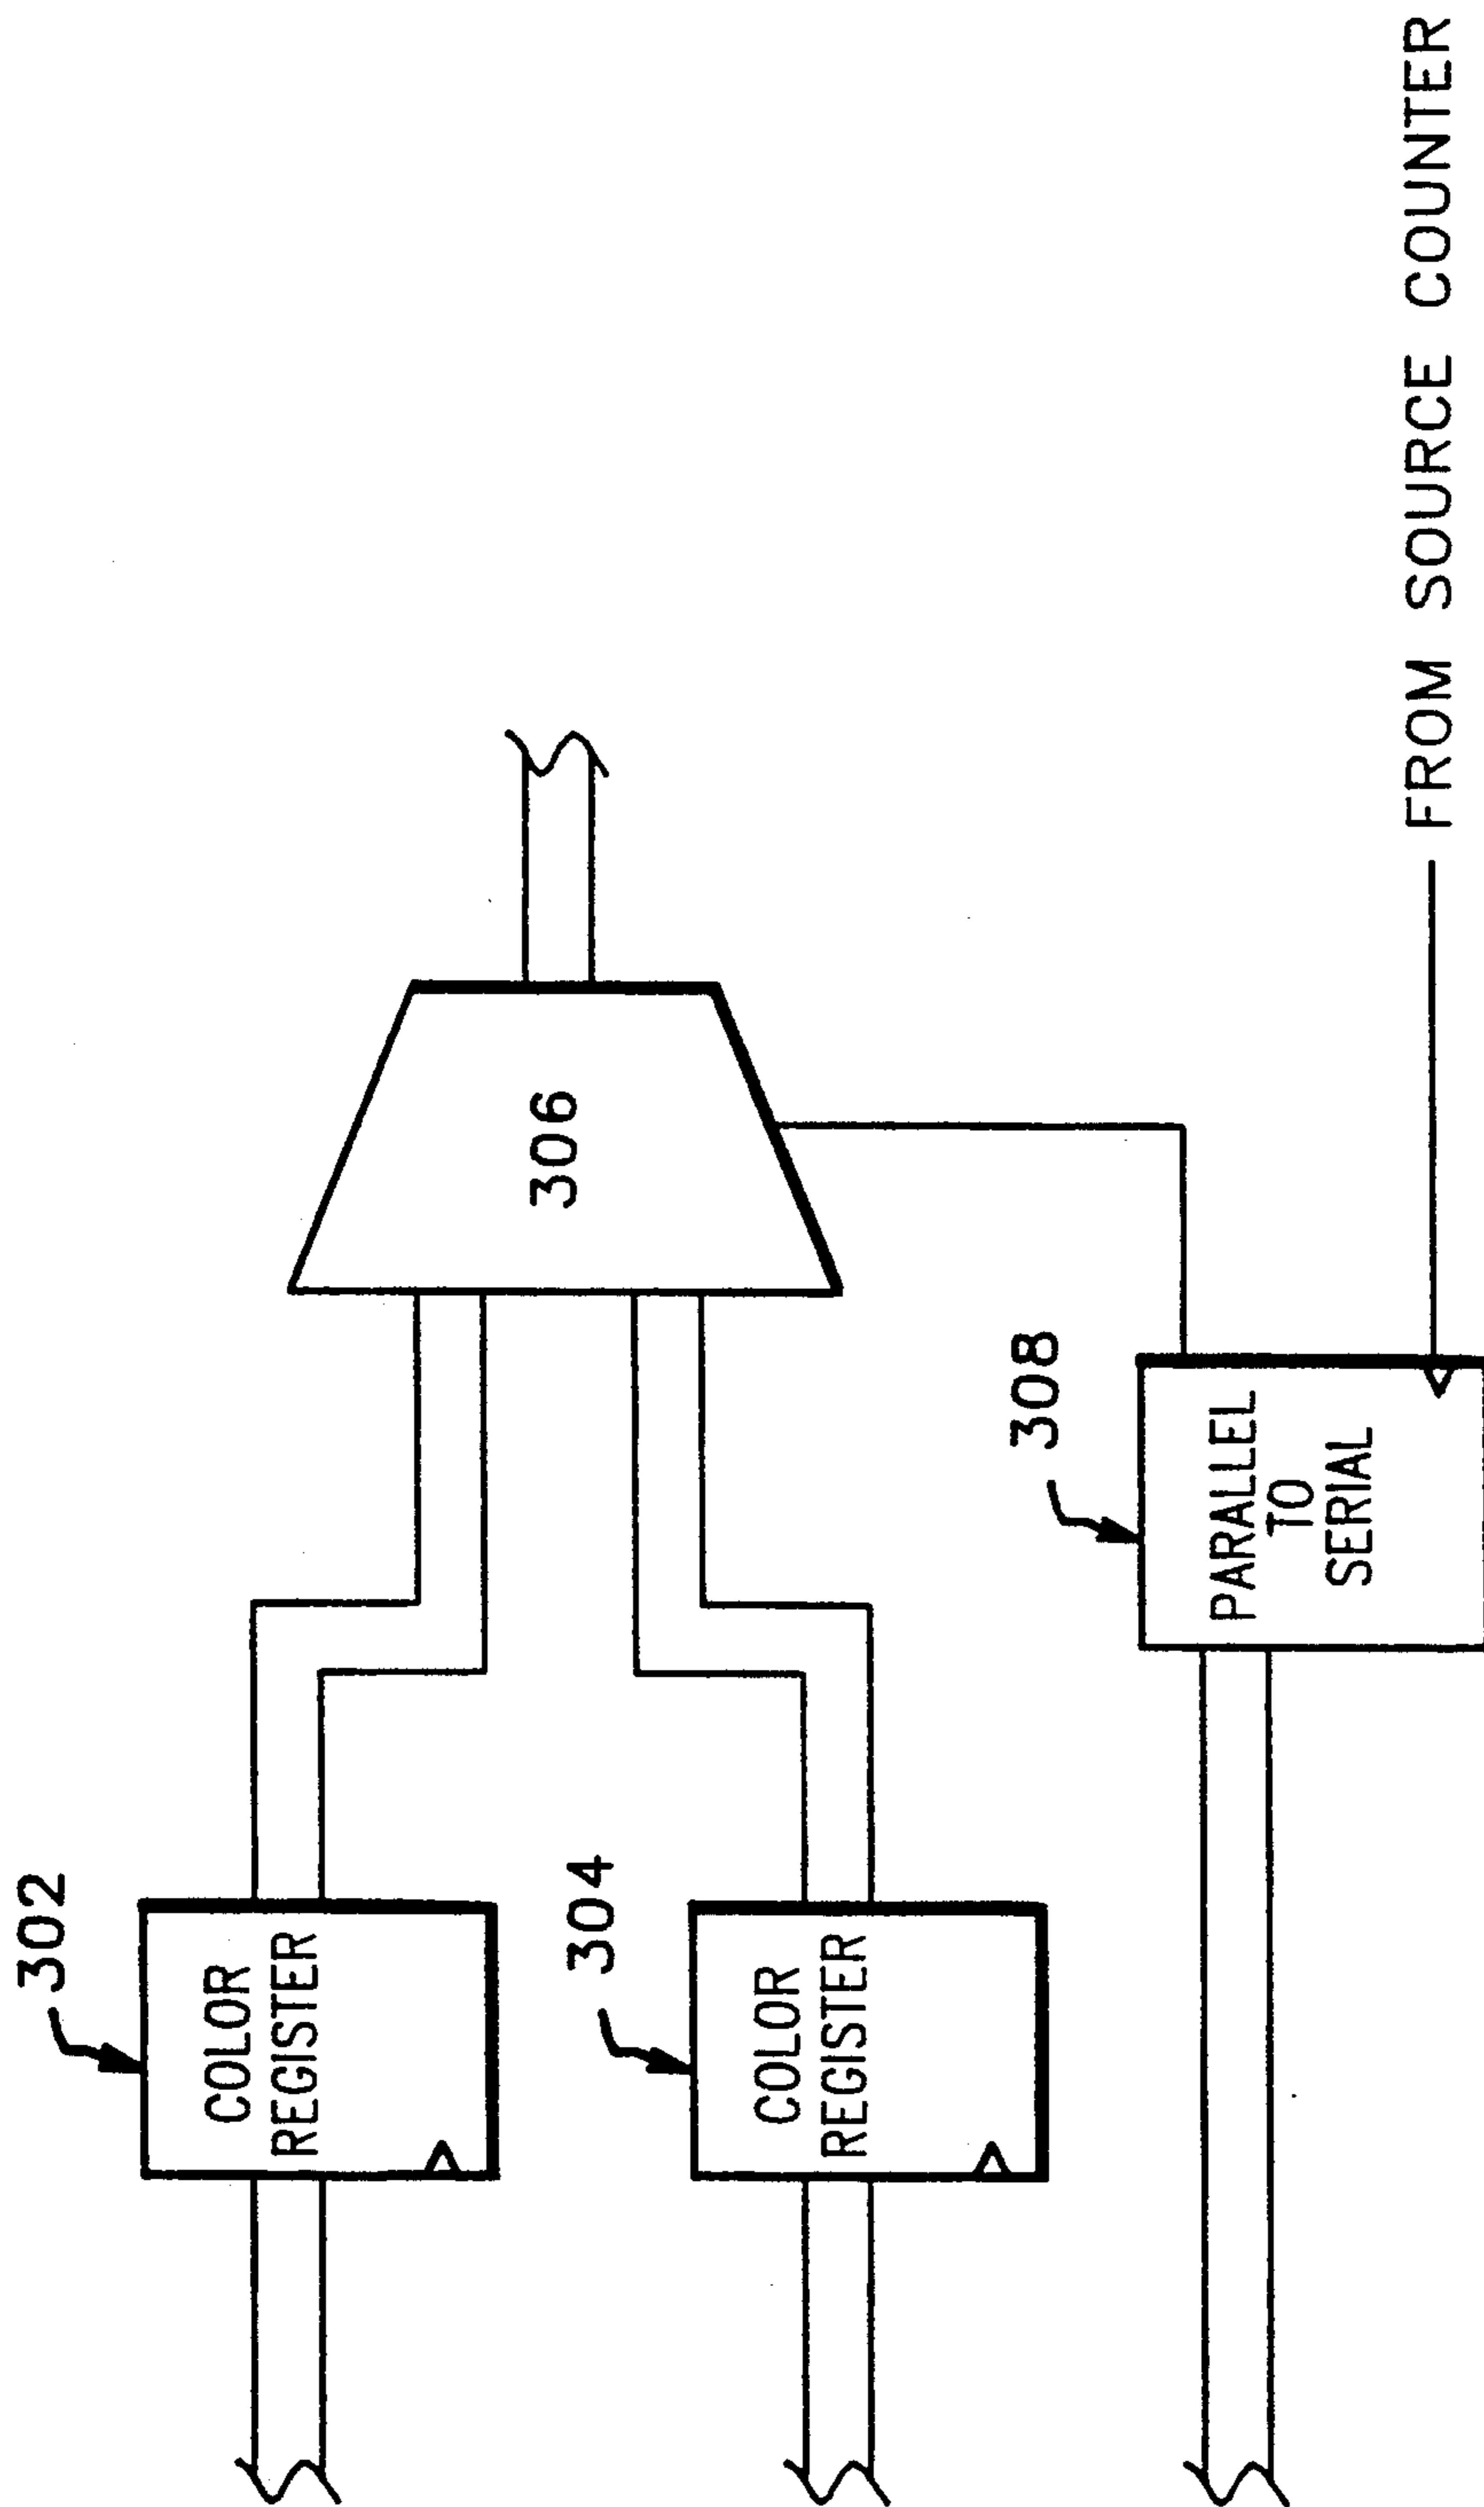 302
COLOR
REGISTER
304
COLOR
REGISTER
306
308
PARALLEL
TO
SERIAL
FROM SOURCE COUNTER